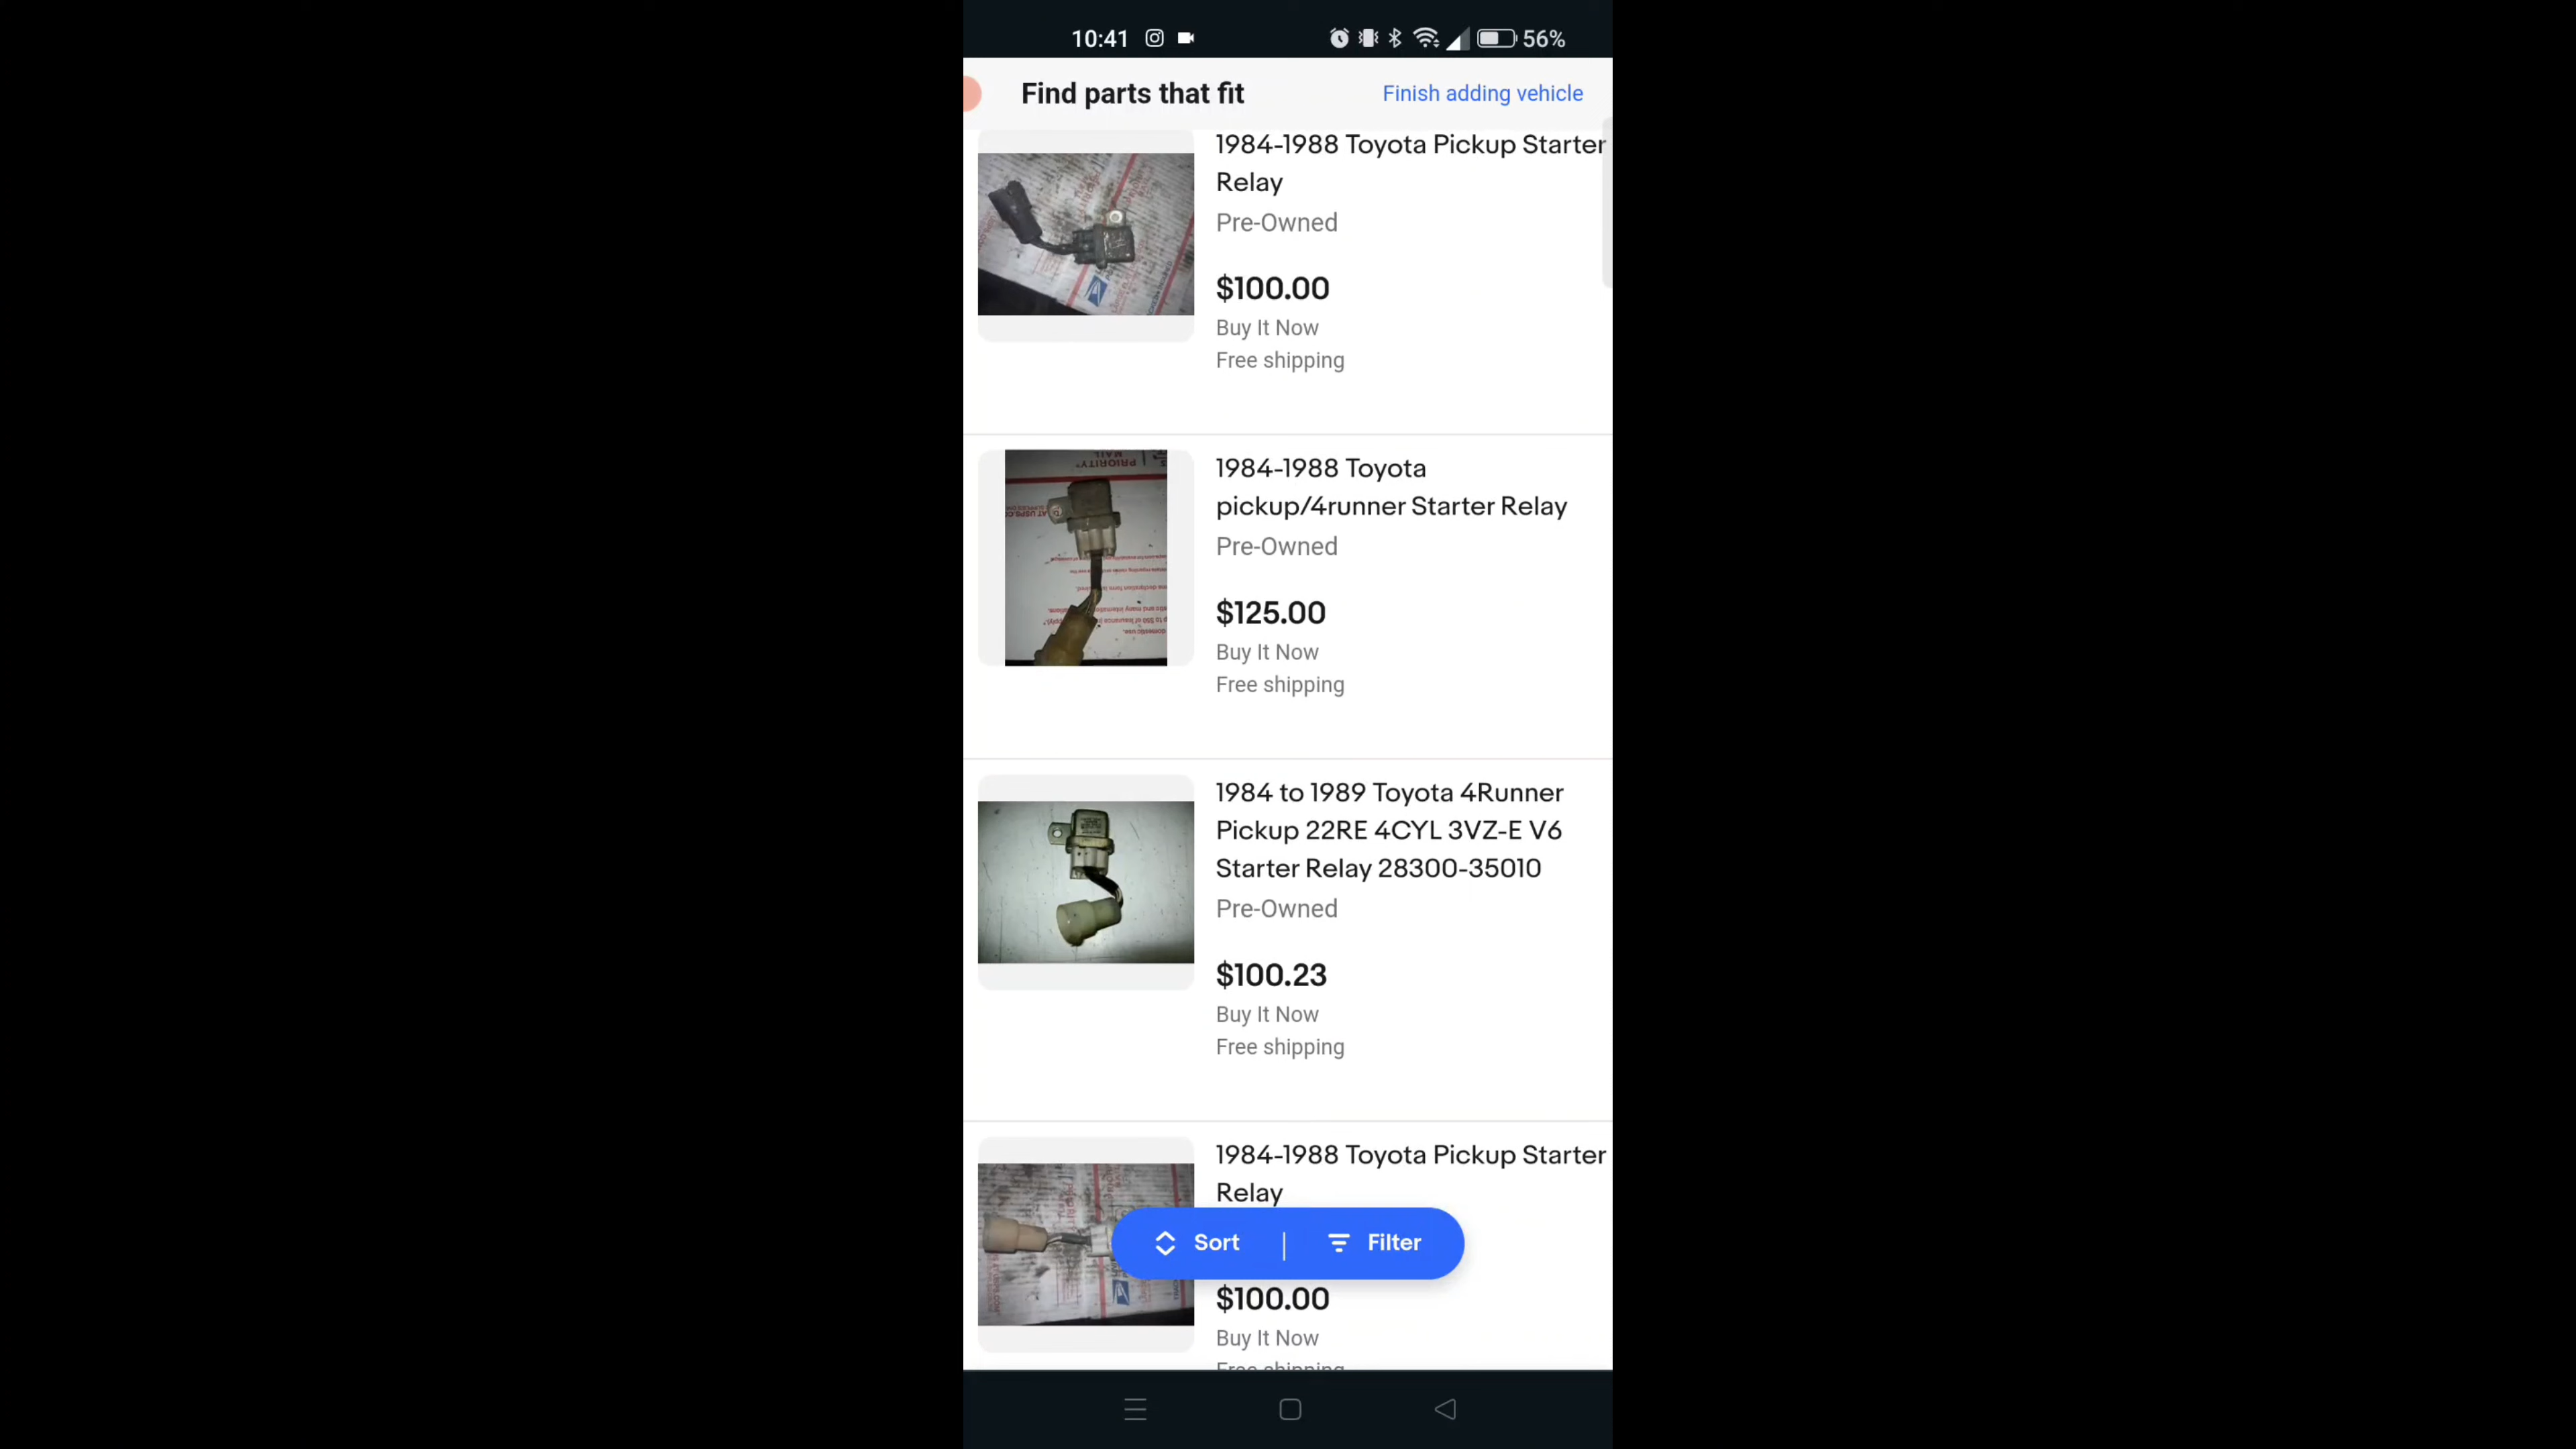 10:41
56%
Find parts that fit
Finish adding vehicle
1984-1988 Toyota Pickup Starter
Relay
Pre-Owned
$100.00
Buy It Now
Free shipping
PRIORITY
MAIL
1984-1988 Toyota
pickup/4runner Starter Relay
Pre-Owned
$125.00
Buy It Now
Free shipping
1984 to 1989 Toyota 4Runner
Pickup 22RE 4CYL 3VZ-E V6
Starter Relay 28300-35010
Pre-Owned
$100.23
Buy It Now
Free shipping
1984-1988 Toyota Pickup Starter
Relay
Sort | Filter
$100.00
Buy It Now
Free shipping